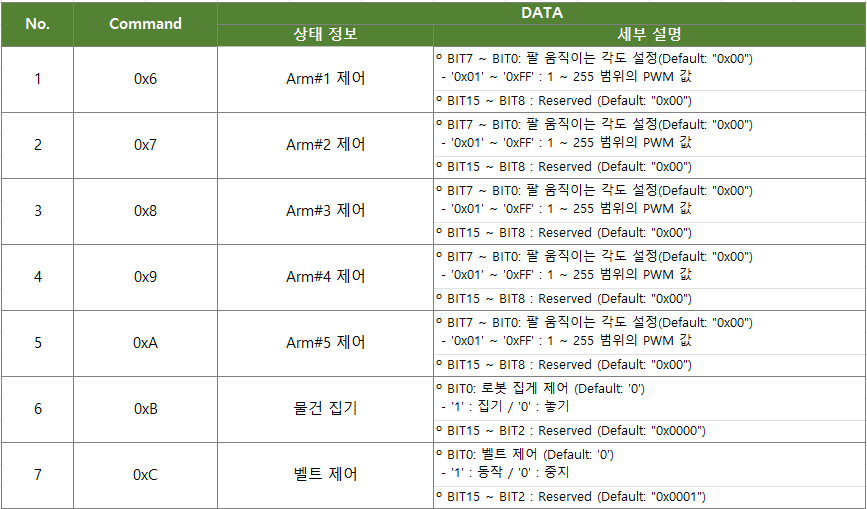 No.
Command
DATA
상태 정보
세부 설명
1
0x6
Arm#1 제어
º BIT7 ~ BIT0: 팔 움직이는 각도 설정(Default: "0x00")
- '0x01' ~ '0xFF' : 1 ~ 255 범위의 PWM 값
º BIT15 ~ BIT8 : Reserved (Default: "0x00")
2
0x7
Arm#2 제어
º BIT7 ~ BIT0: 팔 움직이는 각도 설정(Default: "0x00")
- '0x01' ~ '0xFF' : 1 ~ 255 범위의 PWM 값
º BIT15 ~ BIT8 : Reserved (Default: "0x00")
3
0x8
Arm#3 제어
º BIT7 ~ BIT0: 팔 움직이는 각도 설정(Default: "0x00")
- '0x01' ~ '0xFF' : 1 ~ 255 범위의 PWM 값
º BIT15 ~ BIT8 : Reserved (Default: "0x00")
4
0x9
Arm#4 제어
º BIT7 ~ BIT0: 팔 움직이는 각도 설정(Default: "0x00")
- '0x01' ~ '0xFF' : 1 ~ 255 범위의 PWM 값
º BIT15 ~ BIT8 : Reserved (Default: "0x00")
5
0xA
Arm#5 제어
º BIT7 ~ BIT0: 팔 움직이는 각도 설정(Default: "0x00")
- '0x01' ~ '0xFF' : 1 ~ 255 범위의 PWM 값
º BIT15 ~ BIT8 : Reserved (Default: "0x00")
6
0xB
물건 집기
º BIT0: 로봇 집게 제어 (Default: '0')
- '1' : 집기 / '0' : 놓기
º BIT15 ~ BIT2 : Reserved (Default: "0x0000")
7
0xC
벨트 제어
º BIT0: 벨트 제어 (Default: '0')
- '1' : 동작 / '0' : 중지
º BIT15 ~ BIT2 : Reserved (Default: "0x0001")